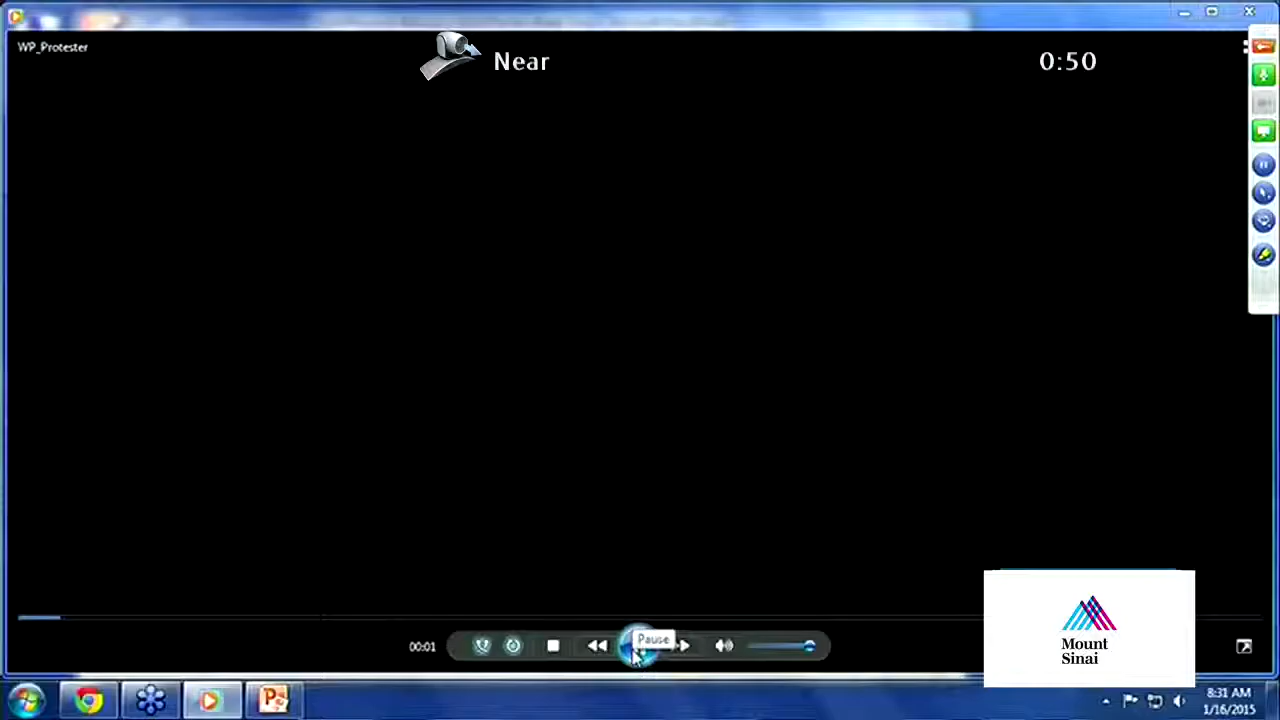 WP_Protester
Near
0:50
00:01
Pause
Mount
Sinai
8:31 AM
1/16/2015